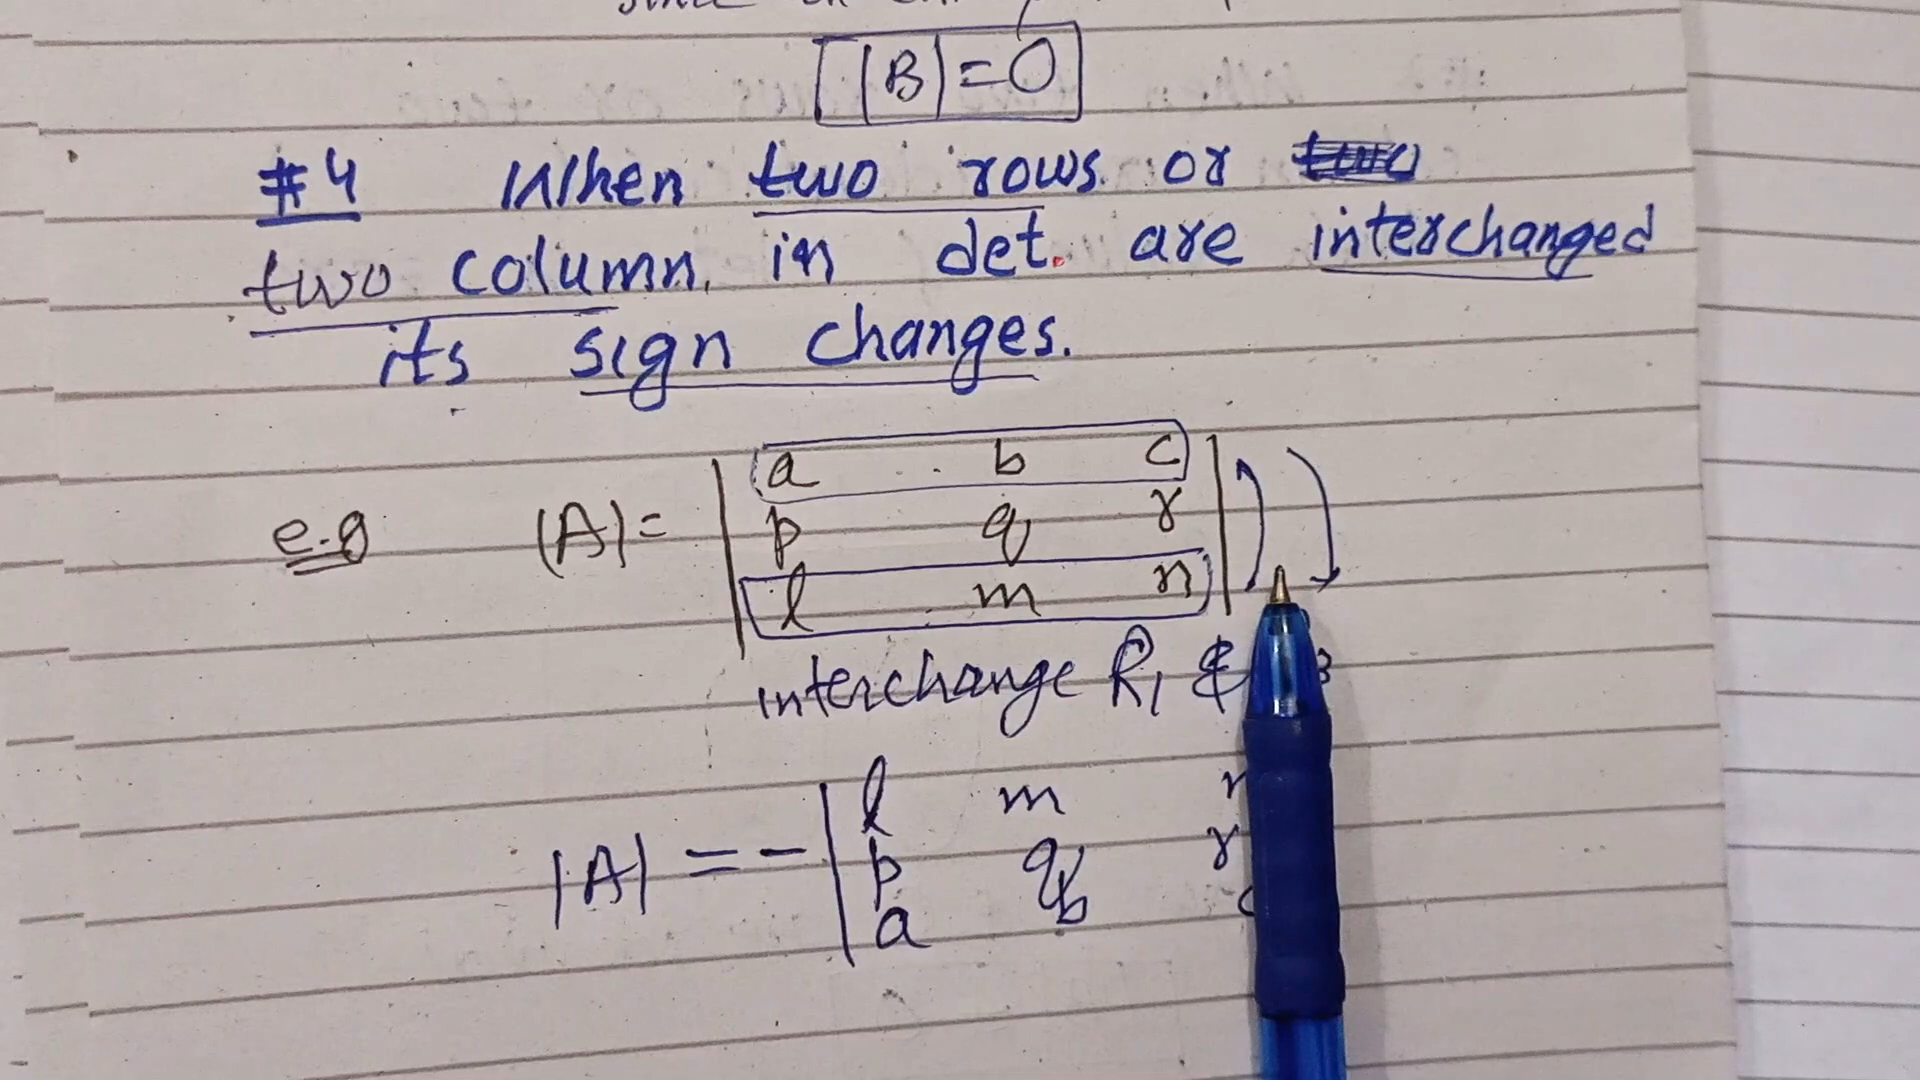 |B|=0
#4 When two rows or
two column in det. are interchanged
its sign changes.
a b c
e.g |A|= p q r
l m n
interchange R1 &
l m
|A| = - p q r
a b